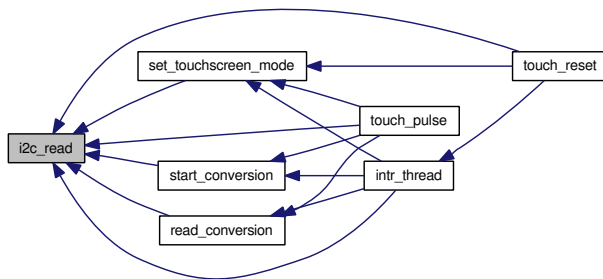 set_touchscreen_mode
touch_reset
touch_pulse
i2c_read
start_conversion
intr_thread
read_conversion